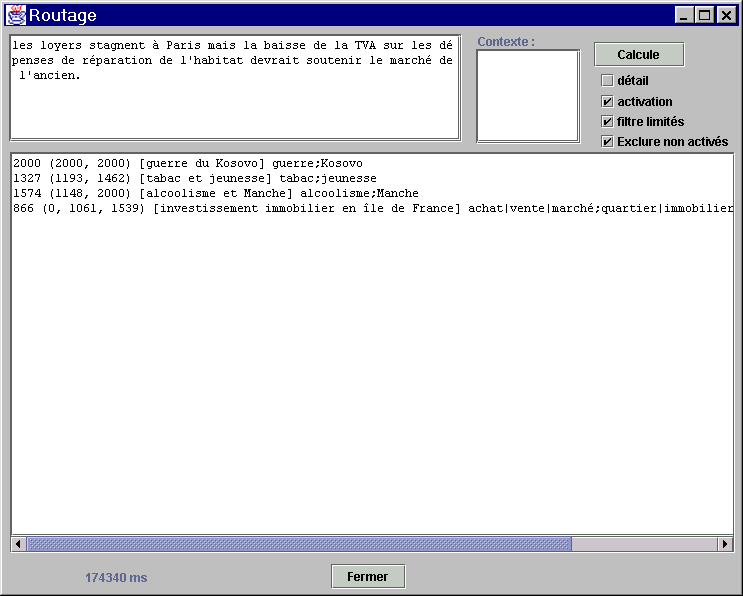 Routage
les loyers stagnent à Paris mais la baisse de la TVA sur les dé
penses de réparation de l'habitat devrait soutenir le marché de
l'ancien.
Contexte :
Calcule
détail
activation
filtre limités
Exclure non activés
2000 (2000, 2000) [guerre du Kosovo] guerre;Kosovo
1327 (1193, 1462) [tabac et jeunesse] tabac;jeunesse
1574 (1148, 2000) [alcoolisme et Manche] alcoolisme;Manche
866 (0, 1061, 1539) [investissement immobilier en île de France] achat|vente|marché;quartier|immobilier
174340 ms
Fermer